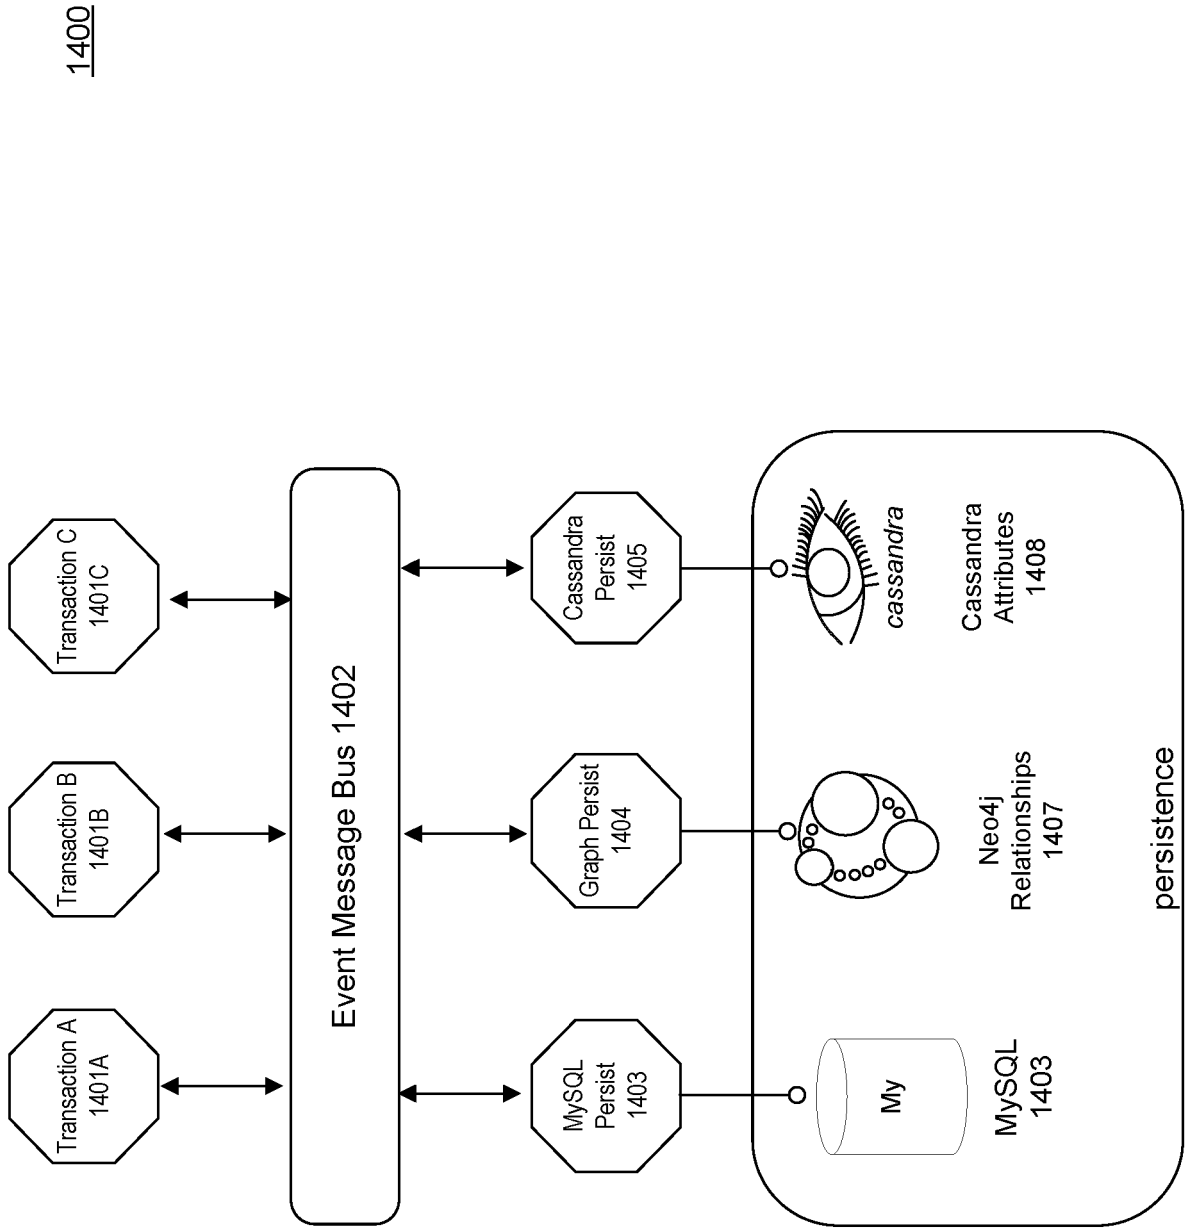 1400
Transaction A
1401A
Transaction B
1401B
Transaction C
1401C
Event Message Bus 1402
MySQL
Persist
1403
Graph Persist
1404
Cassandra
Persist
1405
My
MySQL
1403
Neo4j
Relationships
1407
cassandra
Cassandra
Attributes
1408
persistence